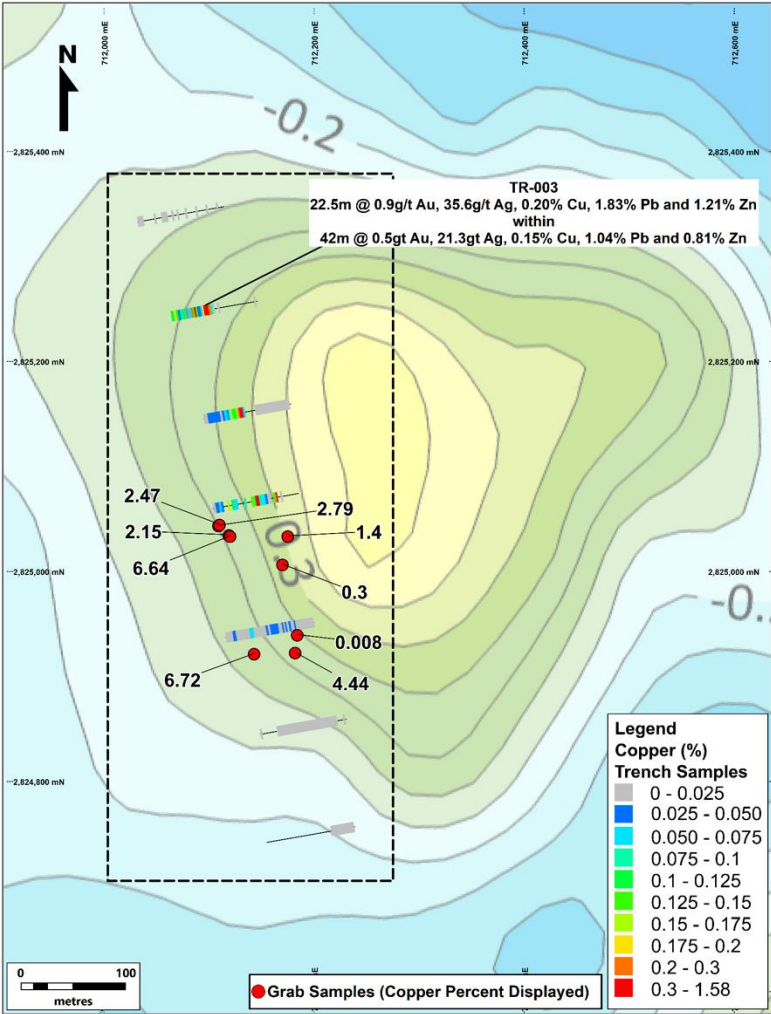 712,000 mE
712,200 mE
712,400 mE
712,600 mE
N
-0.2
2,825,400 mN
TR-003
22.5m @ 0.9g/t Au, 35.6g/t Ag, 0.20% Cu, 1.83% Pb and 1.21% Zn
within
42m @ 0.5gt Au, 21.3gt Ag, 0.15% Cu, 1.04% Pb and 0.81% Zn
2,825,200 mN
2,825,200 mN
2.47
2.79
2.15
1.4
6.64
0.3
0.3
2,825,000 mN
2,825,000 mN
0.008
6.72
4.44
2,824,800 mN
Legend
Copper (%)
Trench Samples
0 - 0.025
0.025 - 0.050
0.050 - 0.075
0.075 - 0.1
0.1 - 0.125
0.125 - 0.15
0.15 - 0.175
0.175 - 0.2
0.2 - 0.3
0.3 - 1.58
0 100
metres
Grab Samples (Copper Percent Displayed)